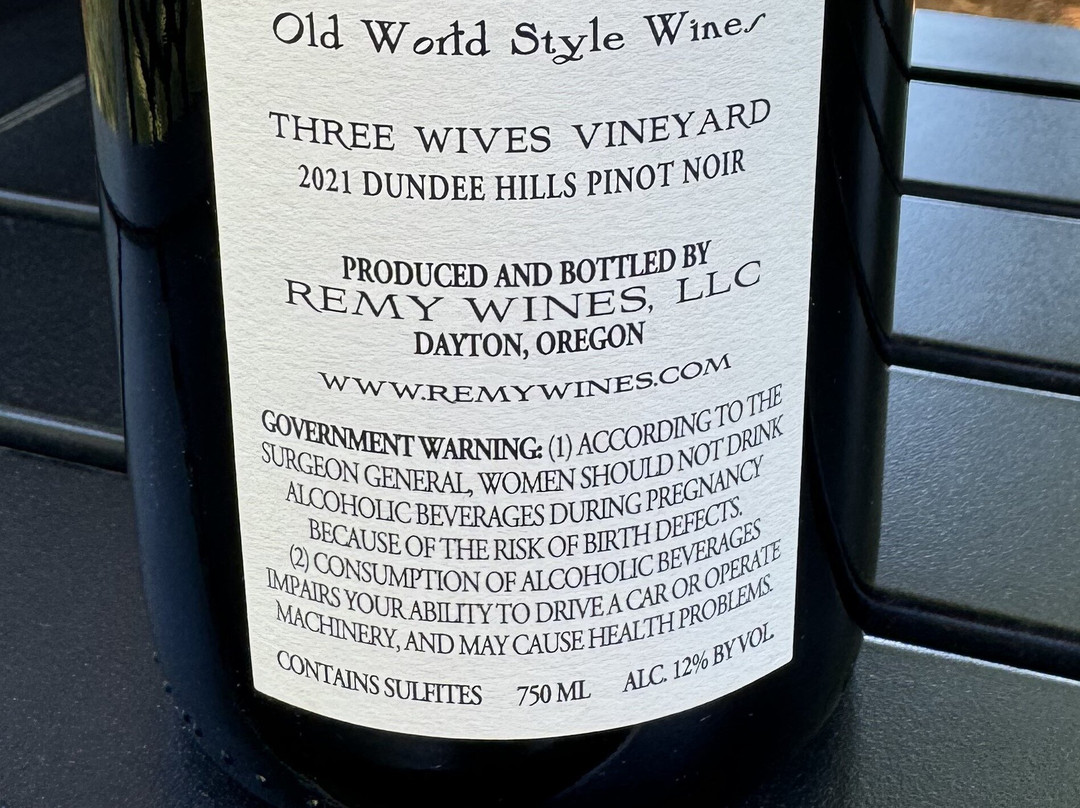 Old World Style Wines
THREE WIVES VINEYARD
2021 DUNDEE HILLS PINOT NOIR
PRODUCED AND BOTTLED BY
REMY WINES, LLC
DAYTON, OREGON
WWW.REMYWINES.COM
GOVERNMENT WARNING: (1) ACCORDING TO THE
SURGEON GENERAL, WOMEN SHOULD NOT DRINK
ALCOHOLIC BEVERAGES DURING PREGNANCY
BECAUSE OF THE RISK OF BIRTH DEFECTS.
(2) CONSUMPTION OF ALCOHOLIC BEVERAGES
IMPAIRS YOUR ABILITY TO DRIVE A CAR OR OPERATE
MACHINERY, AND MAY CAUSE HEALTH PROBLEMS.
CONTAINS SULFITES 750 ML ALC. 12% BY VOL.